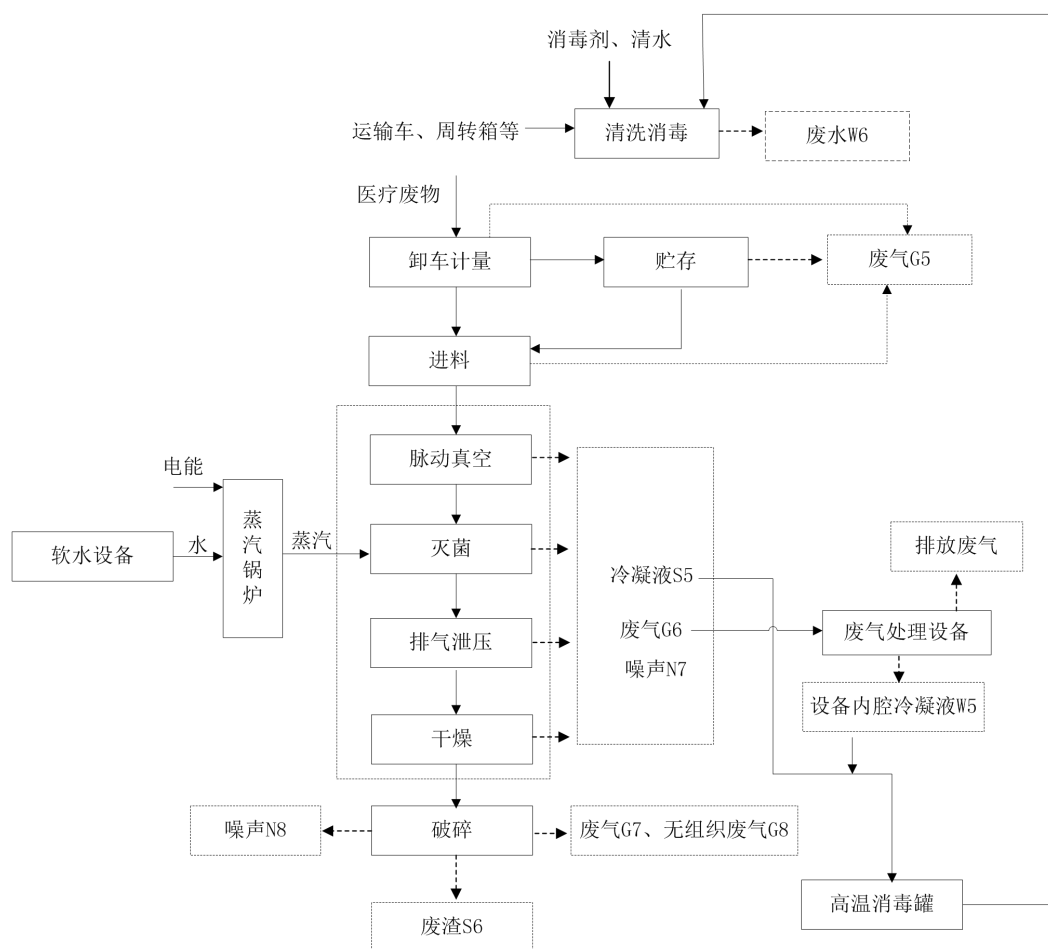 消毒剂、清水
运输车、周转箱等
清洗消毒
废水W6
医疗废物
卸车计量
贮存
废气G5
进料
脉动真空
电能
蒸汽锅炉
软水设备
水
蒸汽
灭菌
排放废气
冷凝液S5
排气泄压
废气G6
废气处理设备
噪声N7
设备内腔冷凝液W5
干燥
噪声N8
破碎
废气G7、无组织废气G8
高温消毒罐
废渣S6